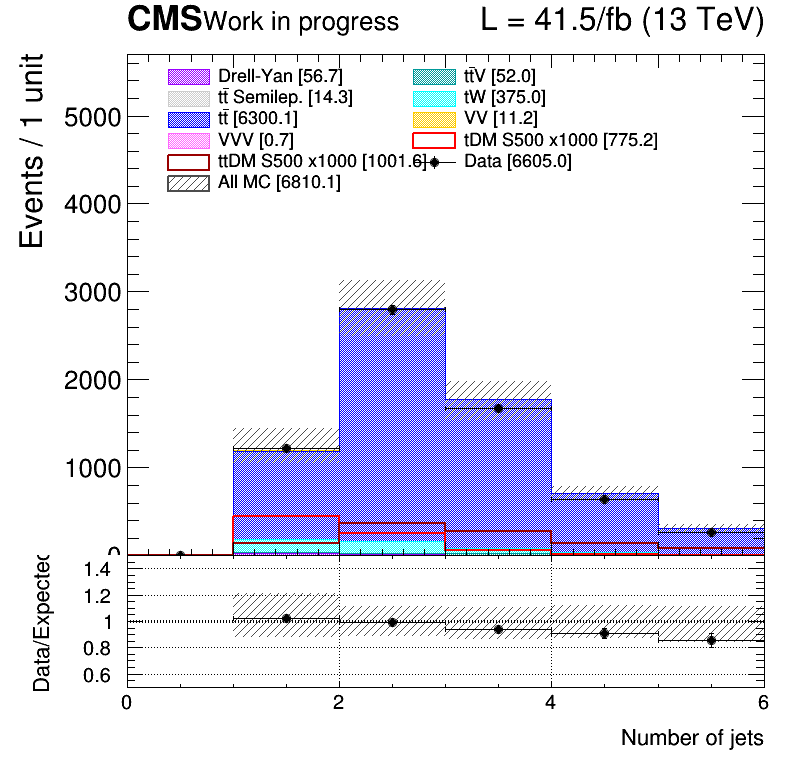 CMS Work in progress L = 41.5/fb (13 TeV)
Drell-Yan [56.7] tt̄V [52.0]
tt̄ Semilep. [14.3] tW [375.0]
tt̄ [6300.1] VV [11.2]
VVV [0.7] tDM S500 x1000 [775.2]
ttDM S500 x1000 [1001.6] Data [6605.0]
All MC [6810.1]
Events / 1 unit
5000
4000
3000
2000
1000
0
Data/Expected
1.4
1.2
1
0.8
0.6
0 2 4 6
Number of jets